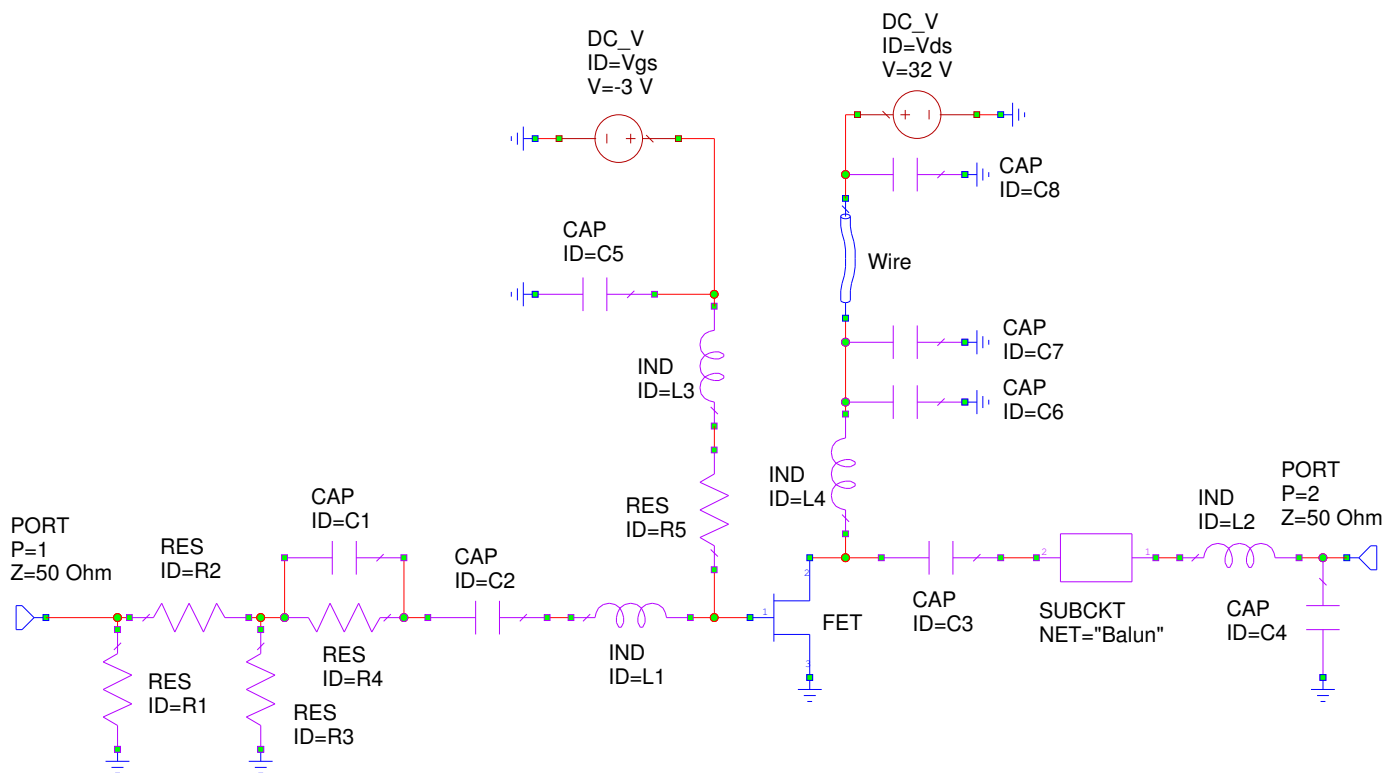 DC_V
ID=Vgs
V=-3 V
DC_V
ID=Vds
V=32 V
CAP
ID=C8
CAP
ID=C5
Wire
IND
ID=L3
CAP
ID=C7
CAP
ID=C6
RES
ID=R5
IND
ID=L4
PORT
P=1
Z=50 Ohm
RES
ID=R2
CAP
ID=C1
CAP
ID=C2
RES
ID=R4
IND
ID=L1
RES
ID=R1
RES
ID=R3
1
2
3
FET
CAP
ID=C3
2
1
SUBCKT
NET="Balun"
IND
ID=L2
PORT
P=2
Z=50 Ohm
CAP
ID=C4